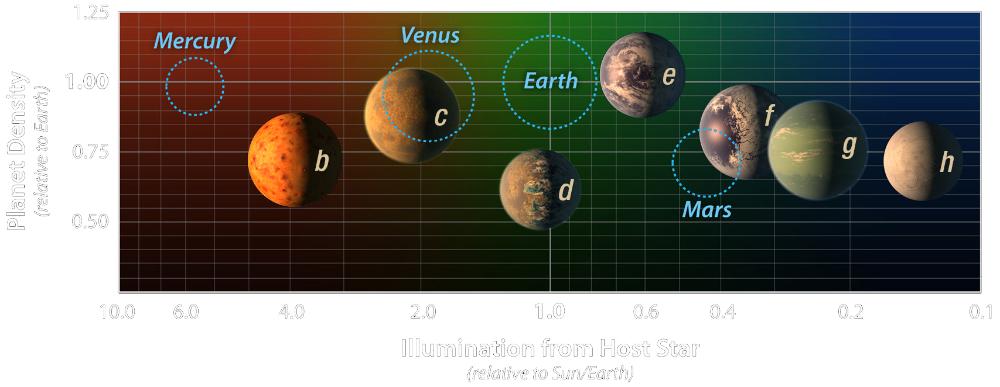 1.25
1.00
0.75
0.50
Planet Density
(relative to Earth)
Mercury
Venus
Earth
Mars
b
c
d
e
f
g
h
10.0 6.0 4.0 2.0 1.0 0.6 0.4 0.2 0.1
Illumination from Host Star
(relative to Sun/Earth)